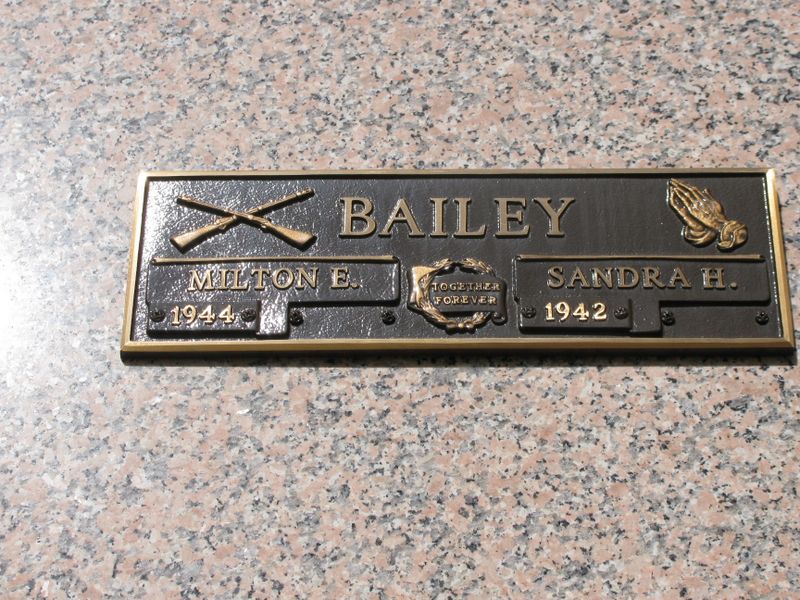 BAILEY
MILTON E.
1944
TOGETHER
FOREVER
SANDRA H.
1942